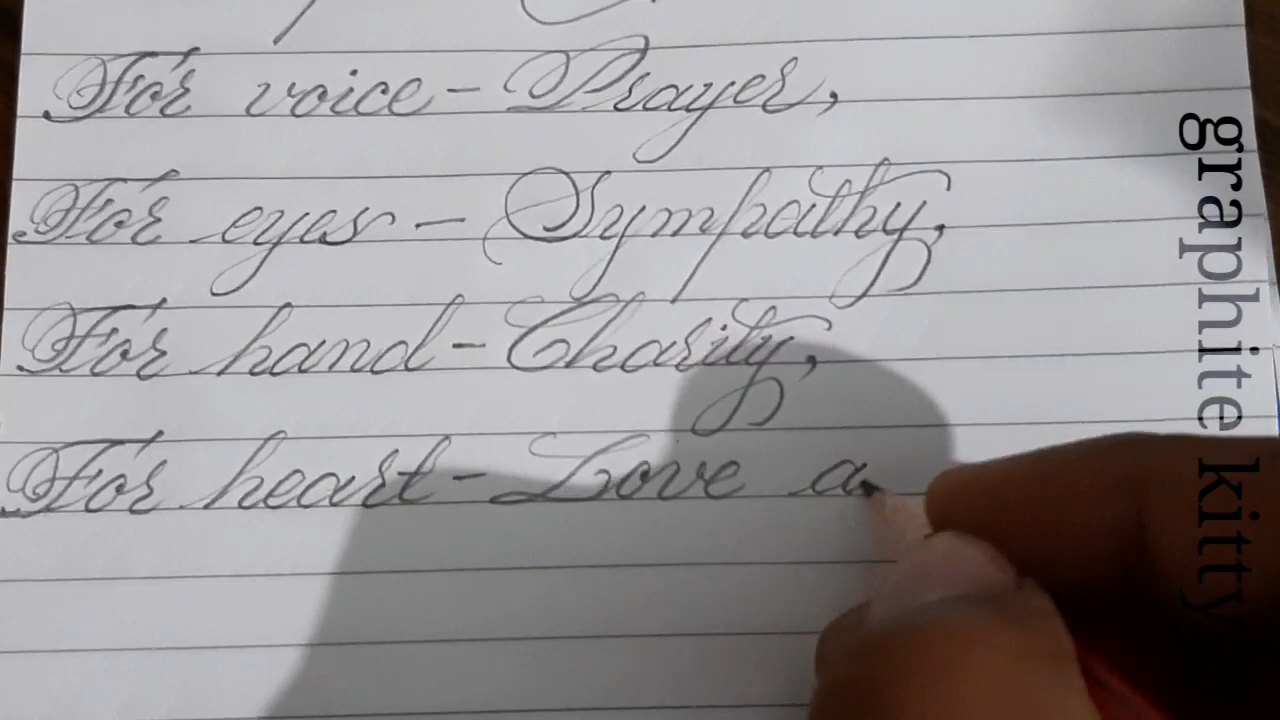 For voice - Prayer,
For eyes - Sympathy,
For hand - Charity,
For heart - Love a
graphite kitty